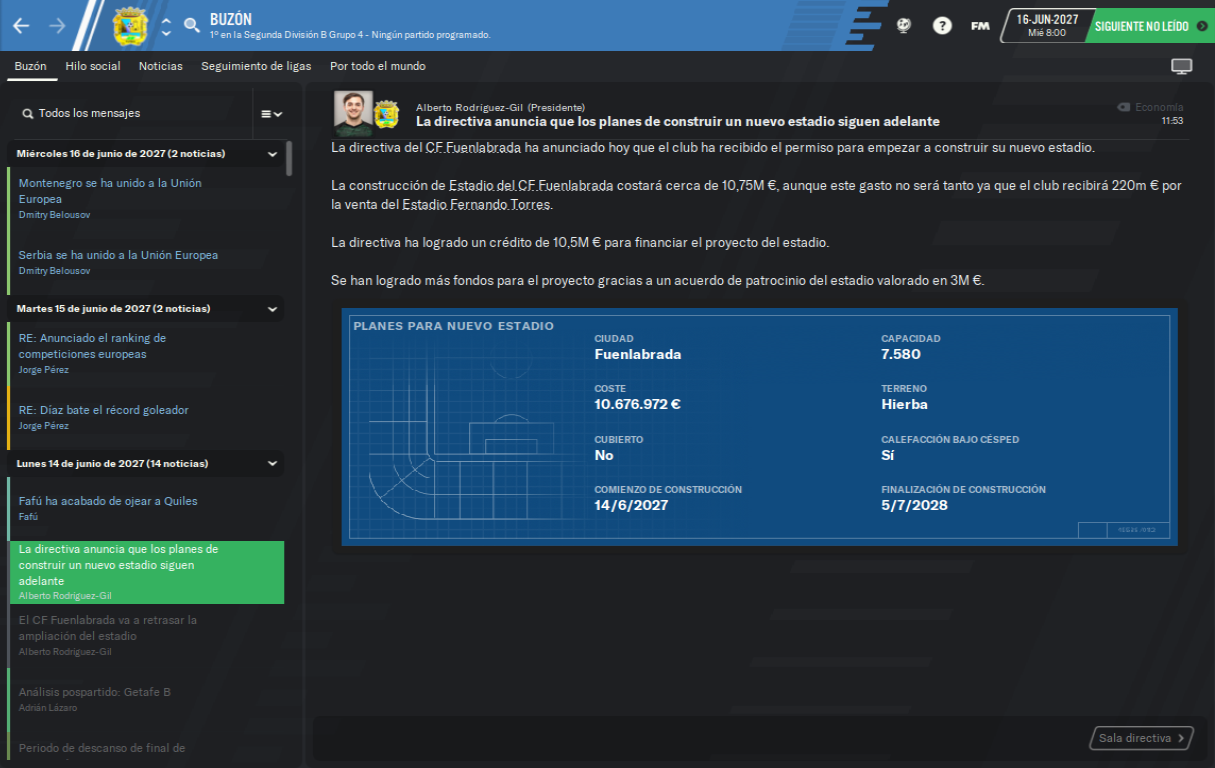 BUZÓN
1º en la Segunda División B Grupo 4 - Ningún partido programado.
?
FM
16-JUN-2027
Mié 8:00
SIGUIENTE NO LEÍDO
Buzón
Hilo social
Noticias
Seguimiento de ligas
Por todo el mundo
Todos los mensajes
Miércoles 16 de junio de 2027 (2 noticias)
Montenegro se ha unido a la Unión
Europea
Dmitry Belousov
Serbia se ha unido a la Unión Europea
Dmitry Belousov
Martes 15 de junio de 2027 (2 noticias)
RE: Anunciado el ranking de
competiciones europeas
Jorge Pérez
RE: Díaz bate el récord goleador
Jorge Pérez
Lunes 14 de junio de 2027 (14 noticias)
Fafú ha acabado de ojear a Quiles
Fafú
La directiva anuncia que los planes de
construir un nuevo estadio siguen
adelante
Alberto Rodríguez-Gil
El CF Fuenlabrada va a retrasar la
ampliación del estadio
Alberto Rodríguez-Gil
Análisis pospartido: Getafe B
Adrián Lázaro
Periodo de descanso de final de
Alberto Rodríguez-Gil (Presidente)
La directiva anuncia que los planes de construir un nuevo estadio siguen adelante
Economía
11:53
La directiva del CF Fuenlabrada ha anunciado hoy que el club ha recibido el permiso para empezar a construir su nuevo estadio.
La construcción de Estadio del CF Fuenlabrada costará cerca de 10,75M €, aunque este gasto no será tanto ya que el club recibirá 220m € por
la venta del Estadio Fernando Torres.
La directiva ha logrado un crédito de 10,5M € para financiar el proyecto del estadio.
Se han logrado más fondos para el proyecto gracias a un acuerdo de patrocinio del estadio valorado en 3M €.
PLANES PARA NUEVO ESTADIO
CIUDAD
Fuenlabrada
CAPACIDAD
7.580
COSTE
10.676.972 €
TERRENO
Hierba
CUBIERTO
No
CALEFACCIÓN BAJO CÉSPED
Sí
COMIENZO DE CONSTRUCCIÓN
14/6/2027
FINALIZACIÓN DE CONSTRUCCIÓN
5/7/2028
Sala directiva